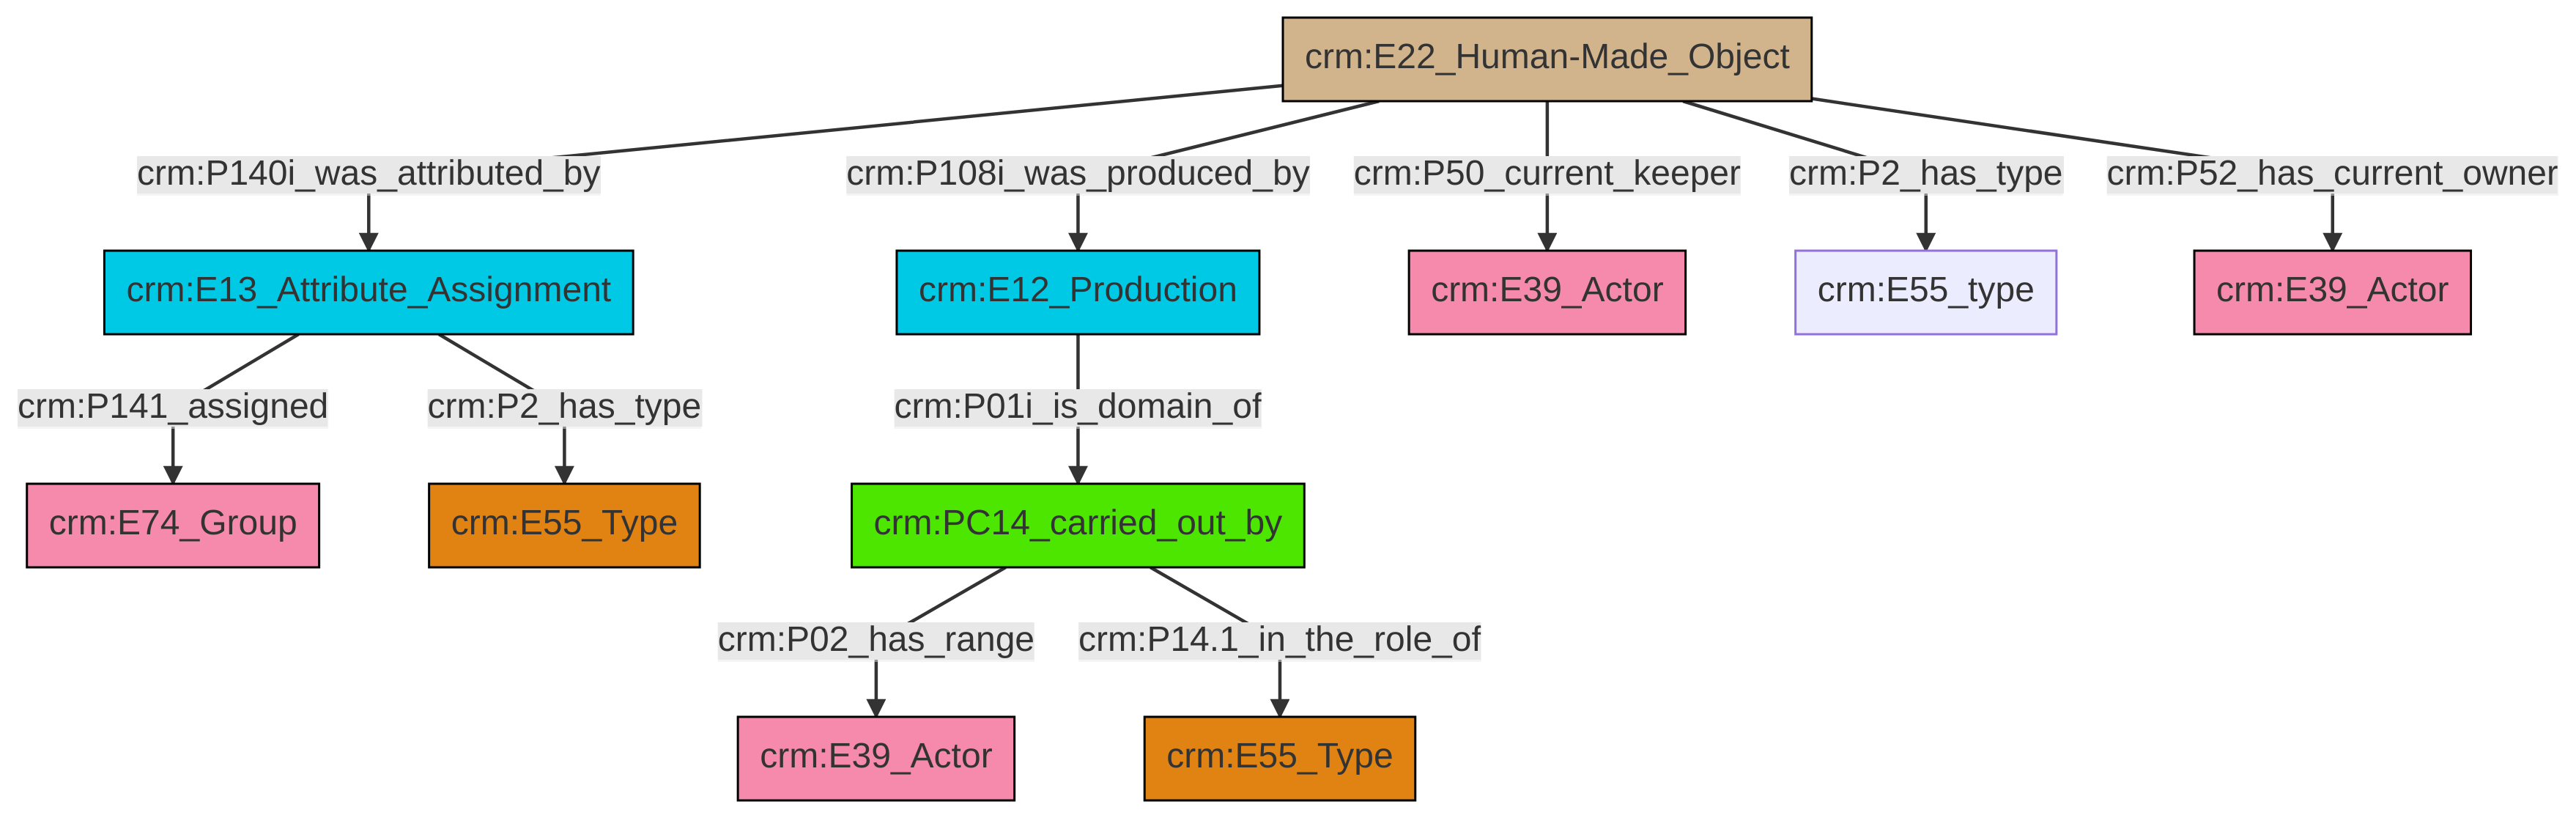 crm:E22_Human-Made_Object
crm:P140i_was_attributed_by
crm:P108i_was_produced_by
crm:P50_current_keeper
crm:P2_has_type
crm:P52_has_current_owner
crm:E13_Attribute_Assignment
crm:E12_Production
crm:E39_Actor
crm:E55_type
crm:E39_Actor
crm:P141_assigned
crm:P2_has_type
crm:P01i_is_domain_of
crm:E74_Group
crm:E55_Type
crm:PC14_carried_out_by
crm:P02_has_range
crm:P14.1_in_the_role_of
crm:E39_Actor
crm:E55_Type